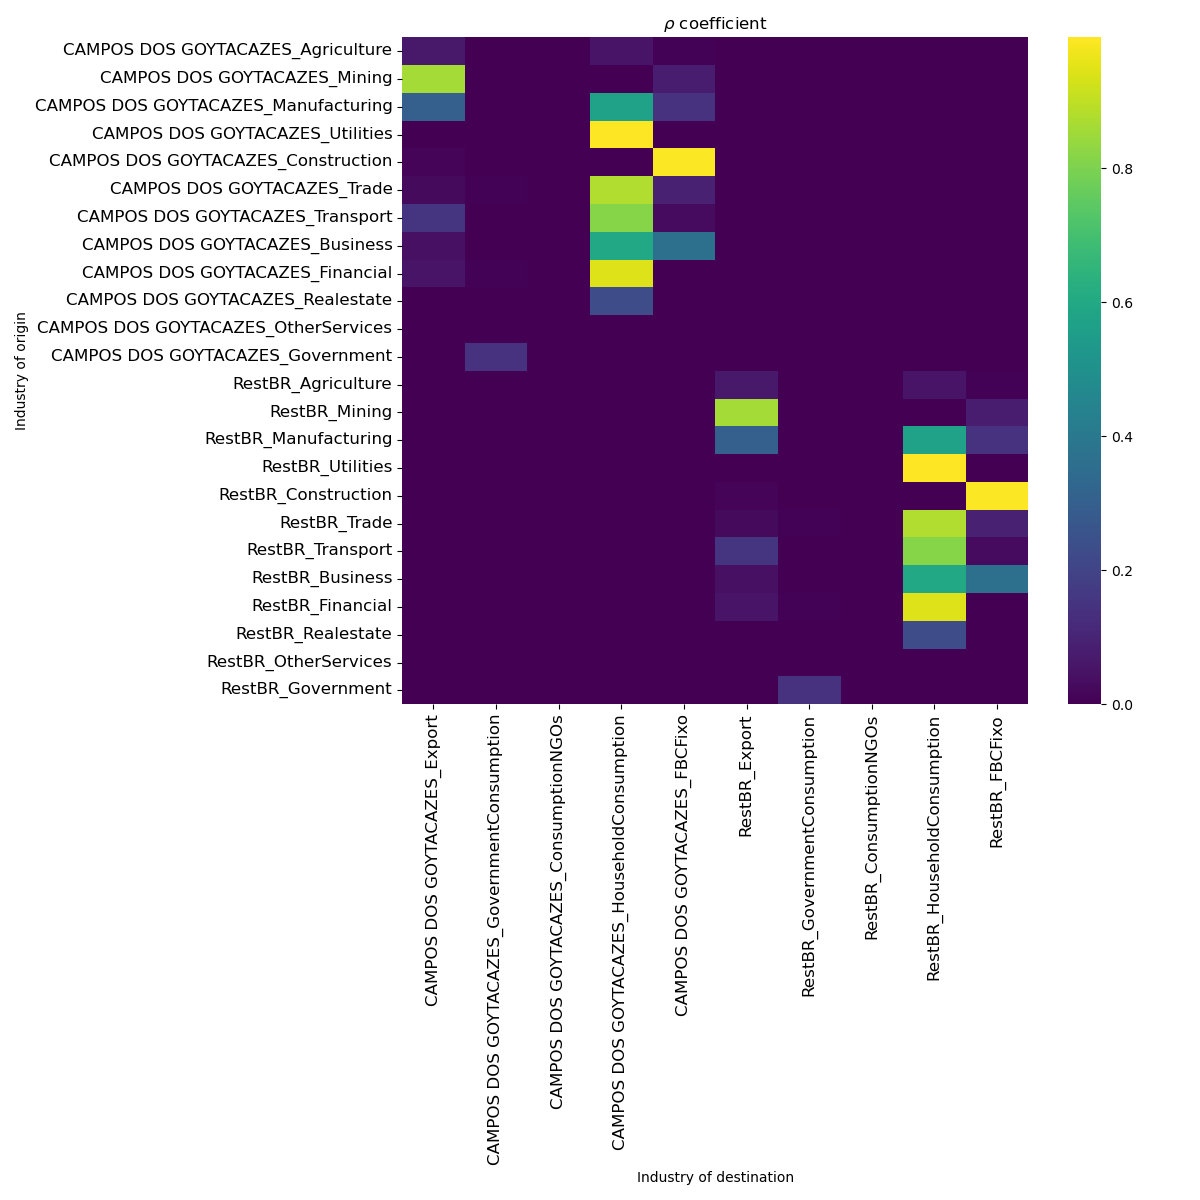 ρ coefficient
CAMPOS DOS GOYTACAZES_Agriculture
CAMPOS DOS GOYTACAZES_Mining
CAMPOS DOS GOYTACAZES_Manufacturing
CAMPOS DOS GOYTACAZES_Utilities
CAMPOS DOS GOYTACAZES_Construction
CAMPOS DOS GOYTACAZES_Trade
CAMPOS DOS GOYTACAZES_Transport
CAMPOS DOS GOYTACAZES_Business
CAMPOS DOS GOYTACAZES_Financial
CAMPOS DOS GOYTACAZES_Realestate
CAMPOS DOS GOYTACAZES_OtherServices
CAMPOS DOS GOYTACAZES_Government
RestBR_Agriculture
RestBR_Mining
RestBR_Manufacturing
RestBR_Utilities
RestBR_Construction
RestBR_Trade
RestBR_Transport
RestBR_Business
RestBR_Financial
RestBR_Realestate
RestBR_OtherServices
RestBR_Government
Industry of origin
CAMPOS DOS GOYTACAZES_Export
CAMPOS DOS GOYTACAZES_GovernmentConsumption
CAMPOS DOS GOYTACAZES_ConsumptionNGOs
CAMPOS DOS GOYTACAZES_HouseholdConsumption
CAMPOS DOS GOYTACAZES_FBCFixo
RestBR_Export
RestBR_GovernmentConsumption
RestBR_ConsumptionNGOs
RestBR_HouseholdConsumption
RestBR_FBCFixo
Industry of destination
0.8
0.6
0.4
0.2
0.0